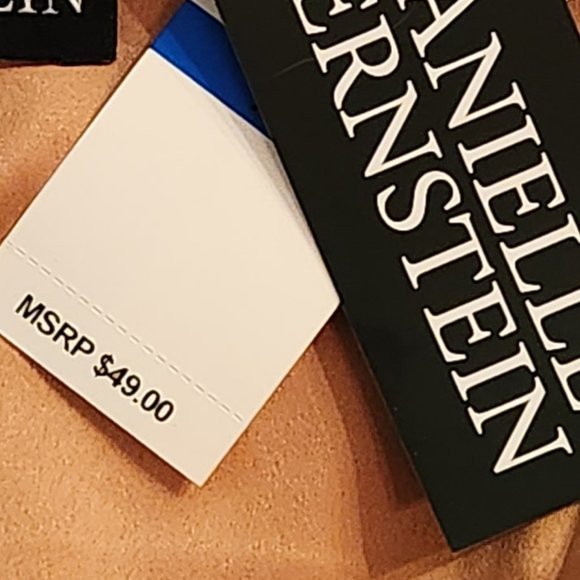 EIN
ANIELLE
ERNSTEIN
MSRP $49.00